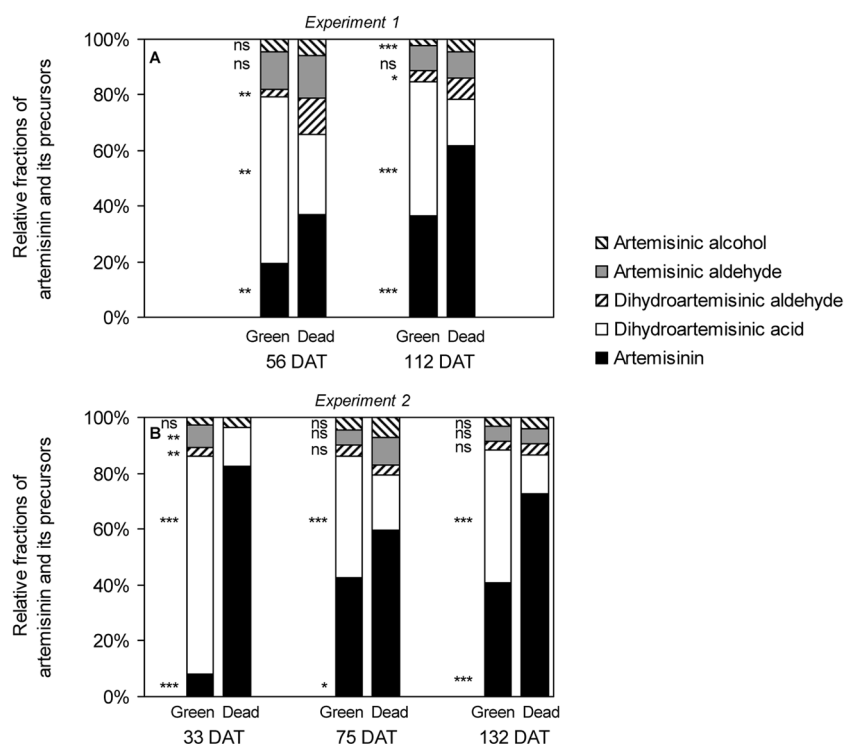 Experiment 1
Relative fractions of
artemisinin and its precursors
100%
80%
60%
40%
20%
0%
A
ns
ns
**
**
**
***
ns
*
***
***
Green Dead Green Dead
56 DAT 112 DAT
Artemisinic alcohol
Artemisinic aldehyde
Dihydroartemisinic aldehyde
Dihydroartemisinic acid
Artemisinin
Experiment 2
Relative fractions of
artemisinin and its precursors
100%
80%
60%
40%
20%
0%
B
ns
**
**
***
***
ns
ns
ns
***
*
ns
ns
ns
***
***
Green Dead Green Dead Green Dead
33 DAT 75 DAT 132 DAT